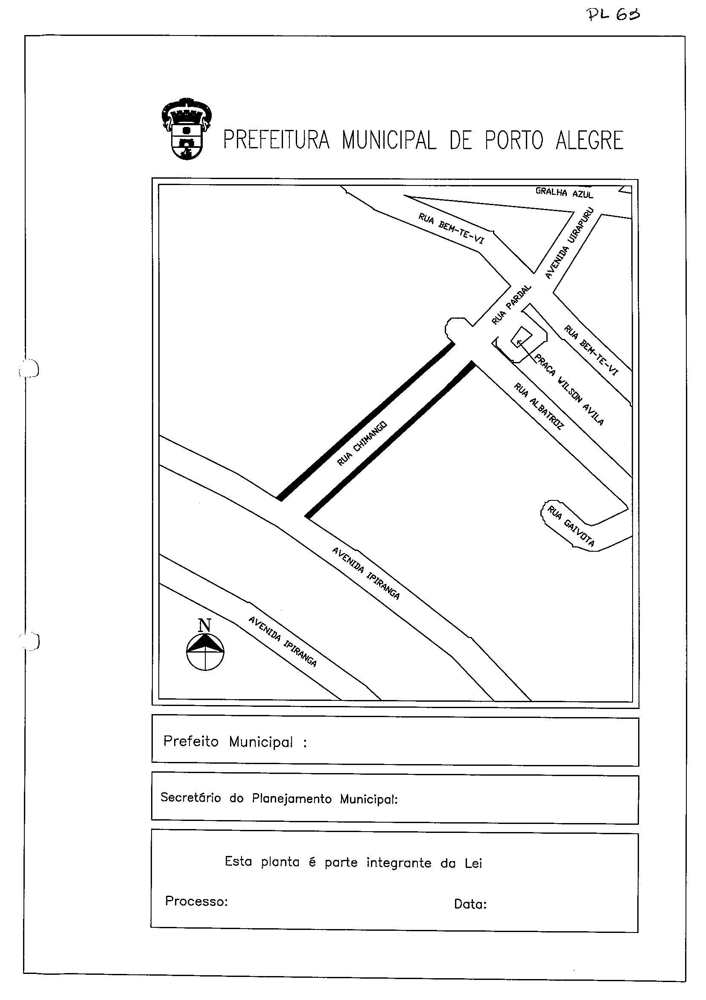 PL 69
PREFEITURA MUNICIPAL DE PORTO ALEGRE
GRALHA AZUL
RUA BEM-TE-VI
AVENIDA UIRAPURU
RUA PARDAL
RUA BEM-TE-VI
PRACA WILSON AVILA
RUA ALBATROZ
RUA CHIMANGO
RUA GAIVOTA
AVENIDA IPIRANGA
AVENIDA IPIRANGA
N
Prefeito Municipal :
Secretário do Planejamento Municipal:
Esta planta é parte integrante da Lei
Processo: Data: